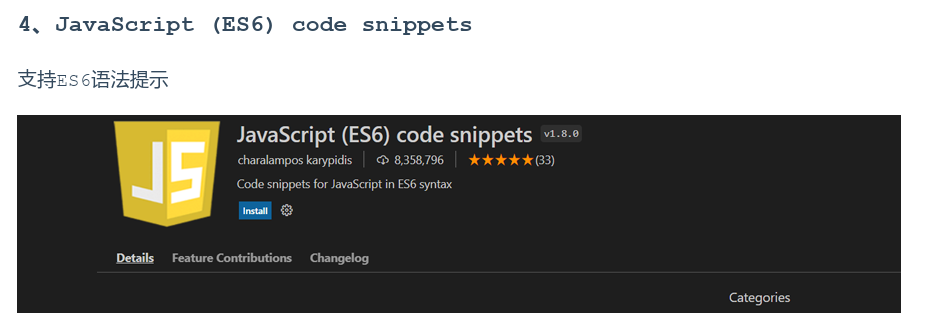 4、JavaScript (ES6) code snippets
支持ES6语法提示
JS
JavaScript (ES6) code snippets v1.8.0
charalampos karypidis 8,358,796 ★★★★★(33)
Code snippets for JavaScript in ES6 syntax
Install
Details Feature Contributions Changelog
Categories